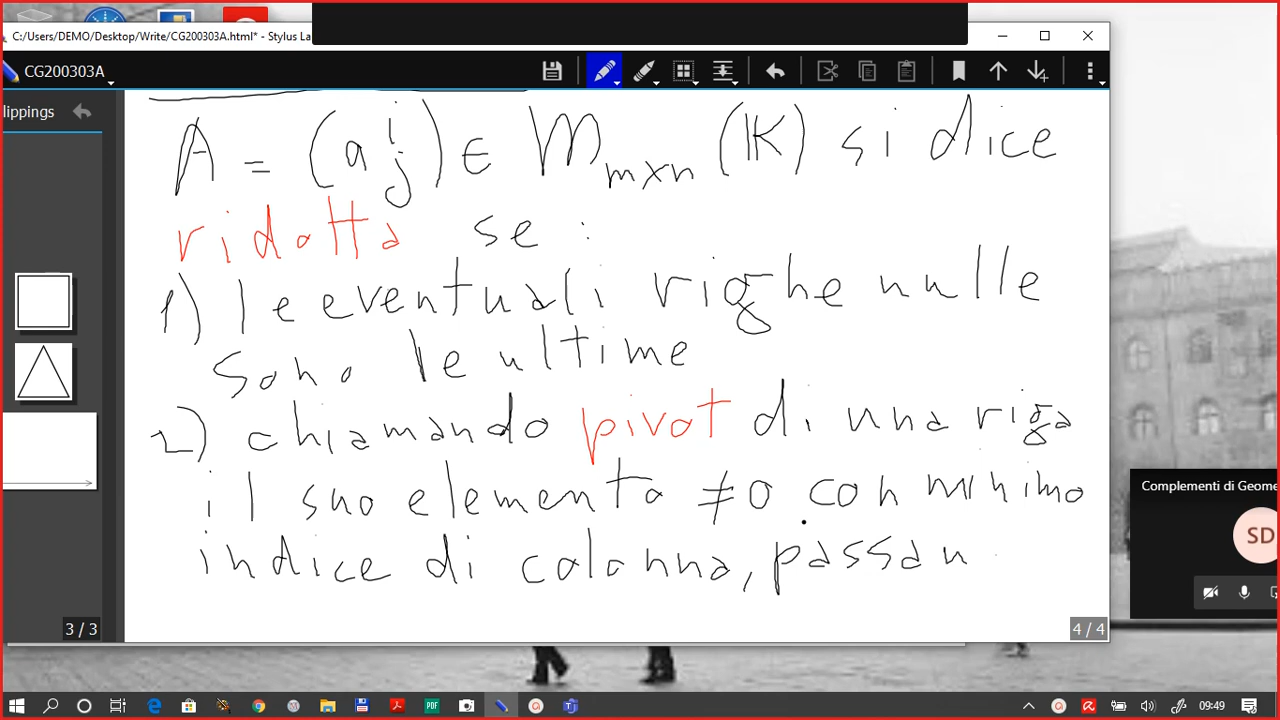 C:/Users/DEMO/Desktop/Write/CG200303A.html* - Stylus La
CG200303A
lippings
A = (a^i_j) ∈ M_{m×n} (K) si dice
ridotta se :
1) le eventuali righe nulle
sono le ultime
2) chiamando pivot di una riga
il suo elemento ≠0 con minimo
indice di colonna, passan
Complementi di Geome
SD
3 / 3
4 / 4
PDF
09:49